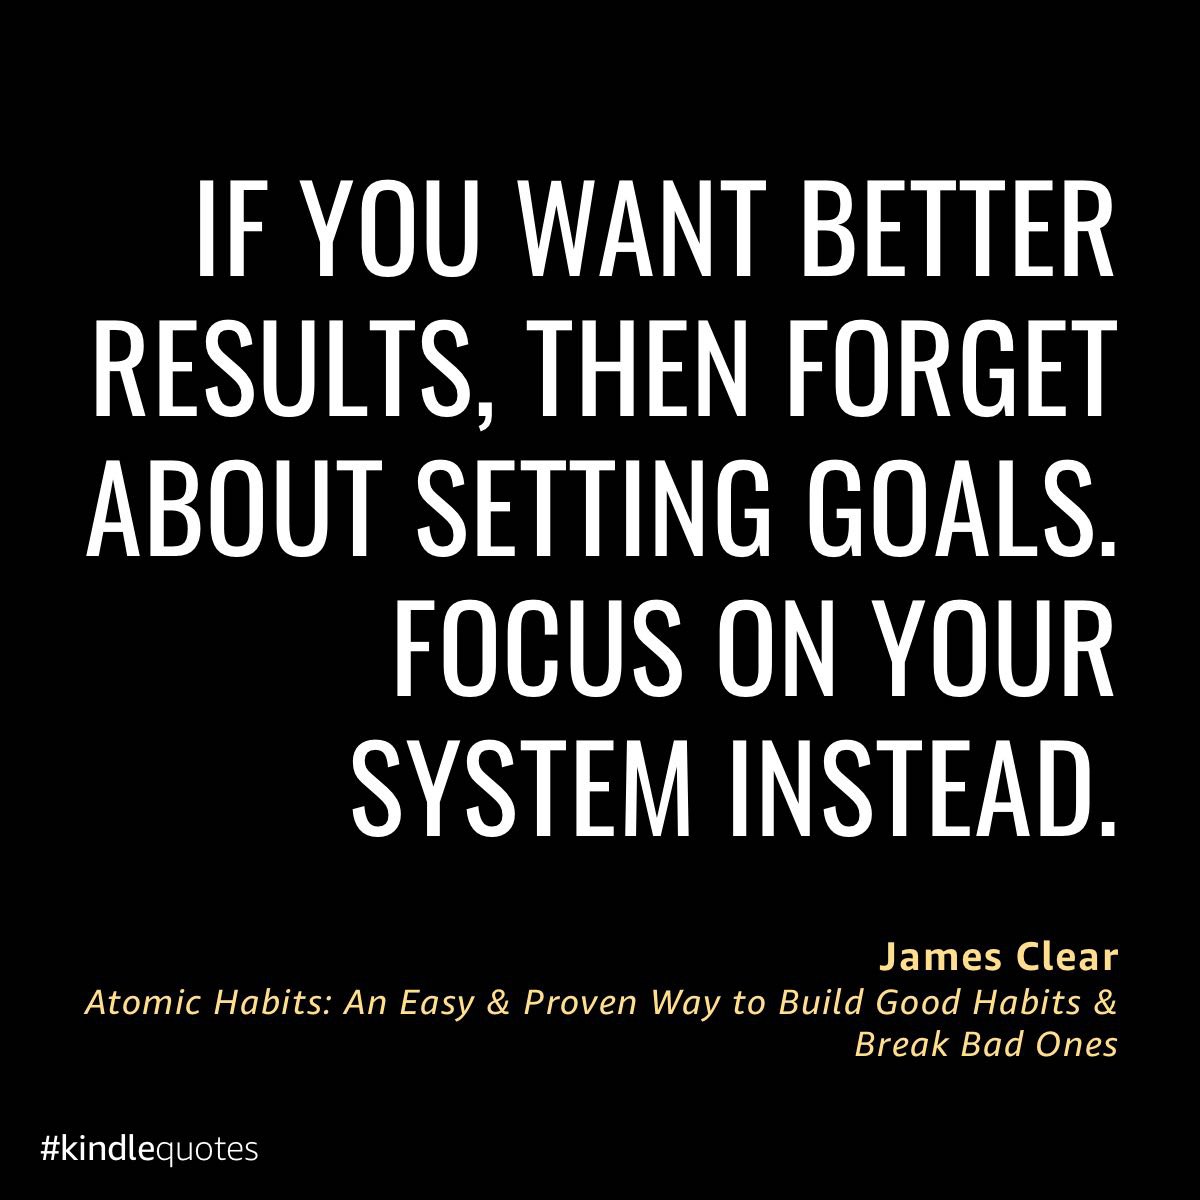 IF YOU WANT BETTER
RESULTS, THEN FORGET
ABOUT SETTING GOALS.
FOCUS ON YOUR
SYSTEM INSTEAD.
James Clear
Atomic Habits: An Easy & Proven Way to Build Good Habits &
Break Bad Ones
#kindlequotes